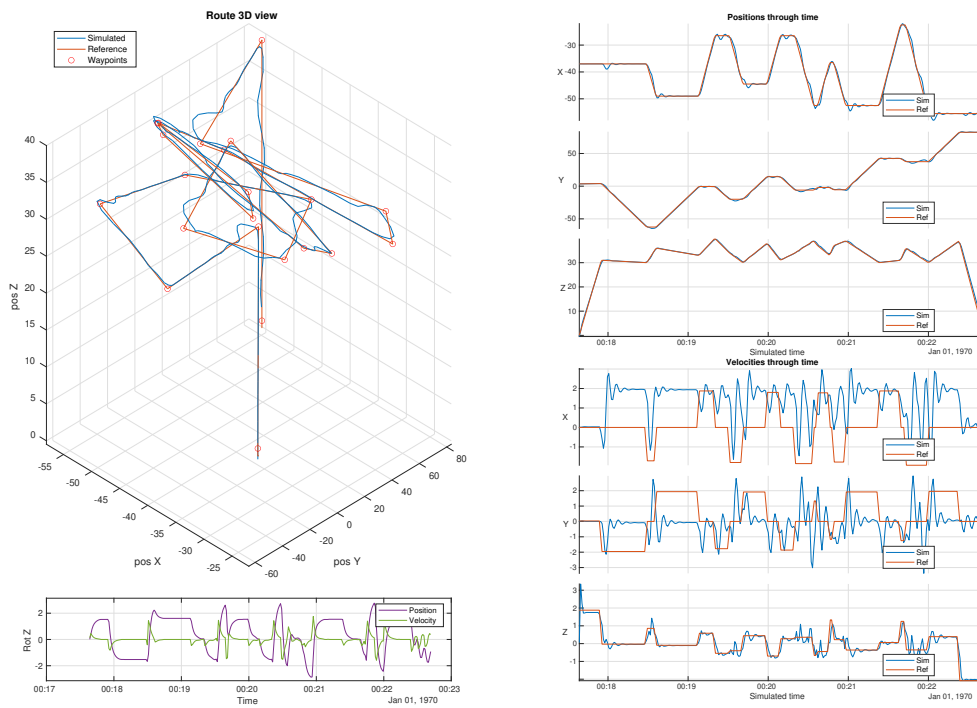 Route 3D view
Simulated
Reference
Waypoints
40
35
30
25
20
15
10
5
0
pos Z
-55
-50
-45
-40
-35
-30
-25
pos X
-60
-40
-20
0
20
40
60
80
pos Y
Position
Velocity
2
0
-2
Rot Z
00:17
00:18
00:19
00:20
00:21
00:22
00:23
Time
Jan 01, 1970
Positions through time
-30
-40
-50
X
Sim
Ref
50
0
-50
Y
Sim
Ref
30
20
10
Z
Sim
Ref
00:18
00:19
00:20
00:21
00:22
Simulated time
Jan 01, 1970
Velocities through time
2
1
0
-1
X
Sim
Ref
2
1
0
-1
-2
-3
Y
Sim
Ref
3
2
1
0
-1
Z
Sim
Ref
00:18
00:19
00:20
00:21
00:22
Simulated time
Jan 01, 1970